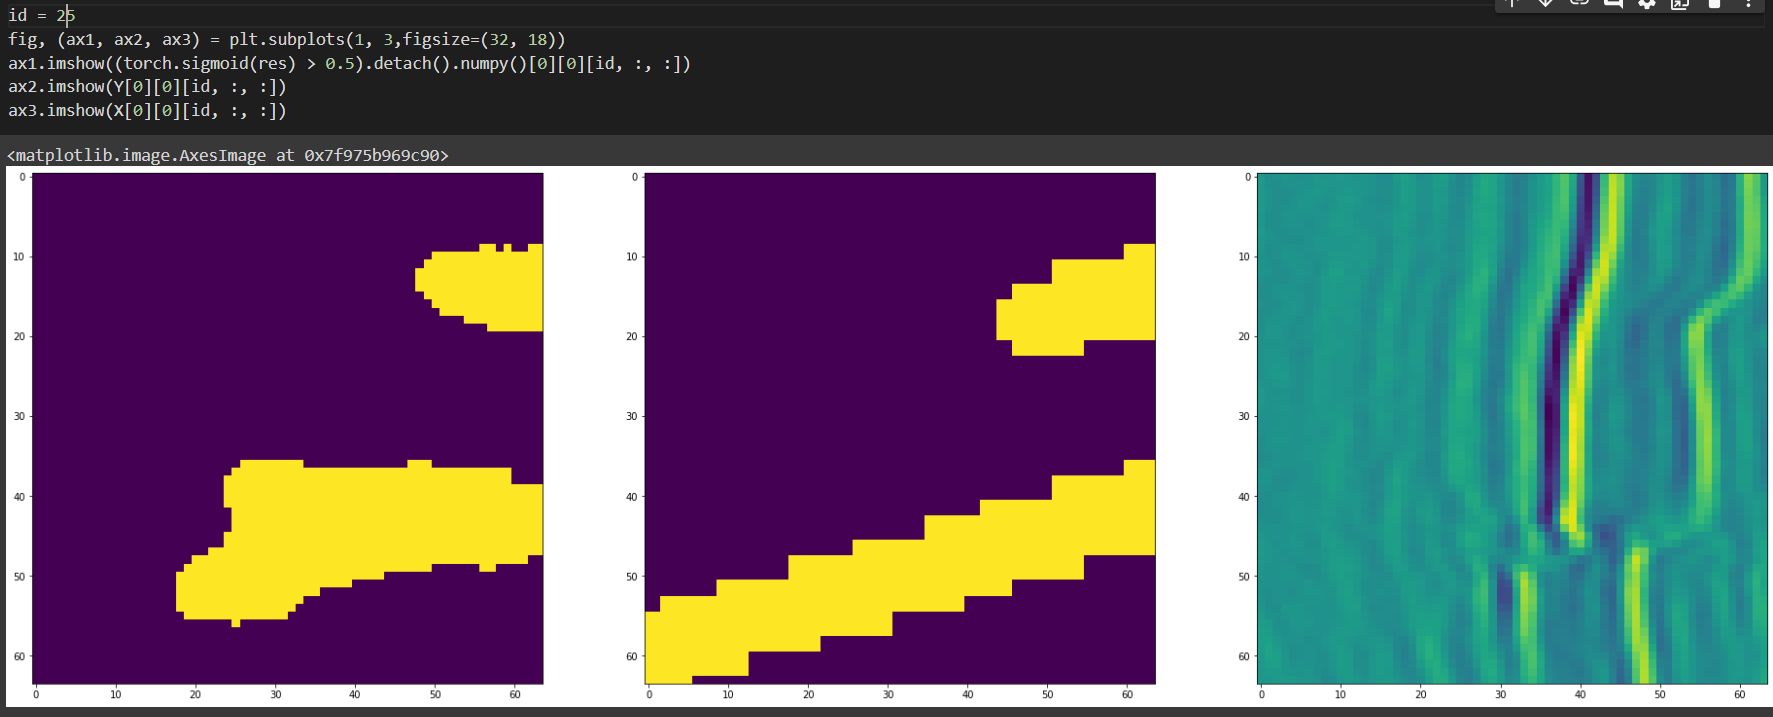 id = 25
fig, (ax1, ax2, ax3) = plt.subplots(1, 3,figsize=(32, 18))
ax1.imshow((torch.sigmoid(res) > 0.5).detach().numpy()[0][0][id, :, :])
ax2.imshow(Y[0][0][id, :, :])
ax3.imshow(X[0][0][id, :, :])
<matplotlib.image.AxesImage at 0x7f975b969c90>
0
10
20
30
40
50
60
0 10 20 30 40 50 60
0
10
20
30
40
50
60
0 10 20 30 40 50 60
0
10
20
30
40
50
60
0 10 20 30 40 50 60